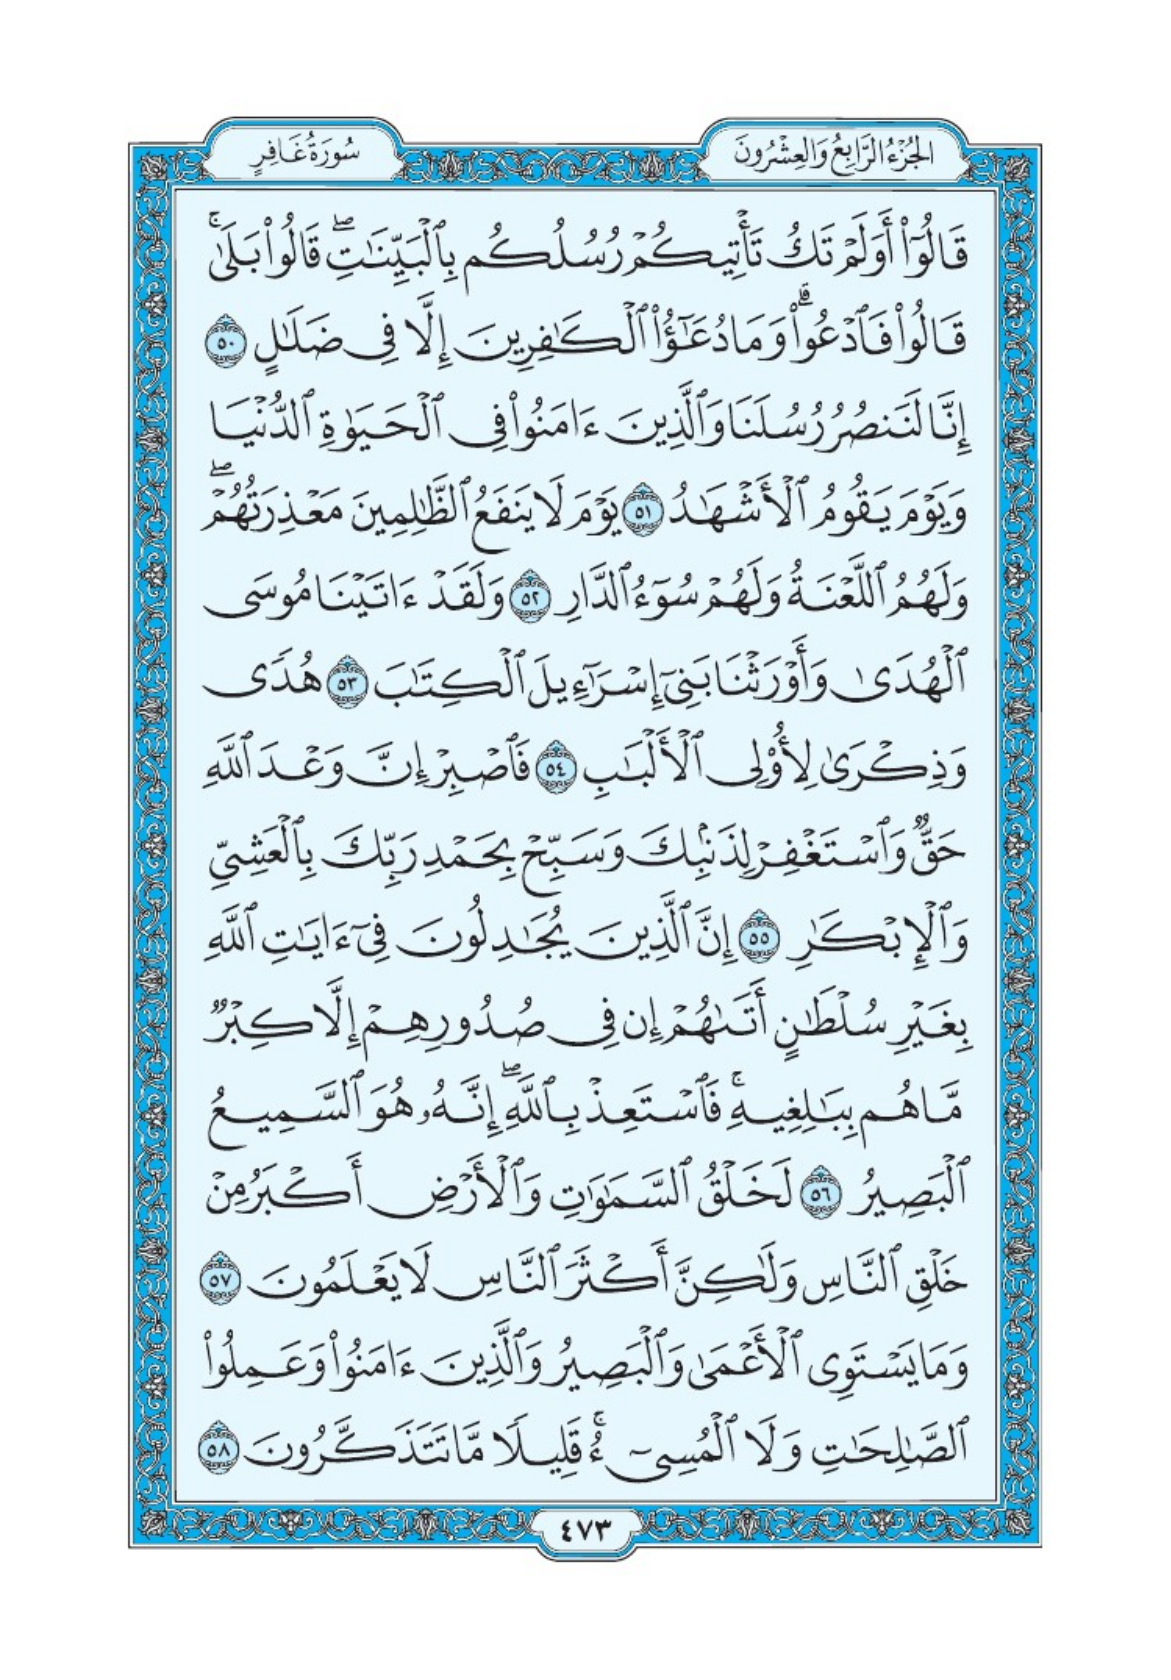 الجُزْءُ الرَّابِعُ وَالعِشْرُونَ
سُورَةُ غَافِرٍ
قَالُوٓا۟ أَوَلَمْ تَكُ تَأْتِيكُمْ رُسُلُكُم بِٱلْبَيِّنَـٰتِ ۖ قَالُوا۟ بَلَىٰ ۚ
قَالُوا۟ فَٱدْعُوا۟ ۗ وَمَا دُعَـٰٓؤُا۟ ٱلْكَـٰفِرِينَ إِلَّا فِى ضَلَـٰلٍ ٥٠
إِنَّا لَنَنصُرُ رُسُلَنَا وَٱلَّذِينَ ءَامَنُوا۟ فِى ٱلْحَيَوٰةِ ٱلدُّنْيَا
وَيَوْمَ يَقُومُ ٱلْأَشْهَـٰدُ ٥١ يَوْمَ لَا يَنفَعُ ٱلظَّـٰلِمِينَ مَعْذِرَتُهُمْ ۖ
وَلَهُمُ ٱللَّعْنَةُ وَلَهُمْ سُوٓءُ ٱلدَّارِ ٥٢ وَلَقَدْ ءَاتَيْنَا مُوسَى
ٱلْهُدَىٰ وَأَوْرَثْنَا بَنِىٓ إِسْرَٰٓءِيلَ ٱلْكِتَـٰبَ ٥٣ هُدًى
وَذِكْرَىٰ لِأُو۟لِى ٱلْأَلْبَـٰبِ ٥٤ فَٱصْبِرْ إِنَّ وَعْدَ ٱللَّهِ
حَقٌّ وَٱسْتَغْفِرْ لِذَنۢبِكَ وَسَبِّحْ بِحَمْدِ رَبِّكَ بِٱلْعَشِىِّ
وَٱلْإِبْكَـٰرِ ٥٥ إِنَّ ٱلَّذِينَ يُجَـٰدِلُونَ فِىٓ ءَايَـٰتِ ٱللَّهِ
بِغَيْرِ سُلْطَـٰنٍ أَتَىٰهُمْ إِن فِى صُدُورِهِمْ إِلَّا كِبْرٌ
مَّا هُم بِبَـٰلِغِيهِ ۚ فَٱسْتَعِذْ بِٱللَّهِ ۖ إِنَّهُۥ هُوَ ٱلسَّمِيعُ
ٱلْبَصِيرُ ٥٦ لَخَلْقُ ٱلسَّمَـٰوَٰتِ وَٱلْأَرْضِ أَكْبَرُ مِنْ
خَلْقِ ٱلنَّاسِ وَلَـٰكِنَّ أَكْثَرَ ٱلنَّاسِ لَا يَعْلَمُونَ ٥٧
وَمَا يَسْتَوِى ٱلْأَعْمَىٰ وَٱلْبَصِيرُ وَٱلَّذِينَ ءَامَنُوا۟ وَعَمِلُوا۟
ٱلصَّـٰلِحَـٰتِ وَلَا ٱلْمُسِىٓءُ ۚ قَلِيلًا مَّا تَتَذَكَّرُونَ ٥٨
٤٧٣